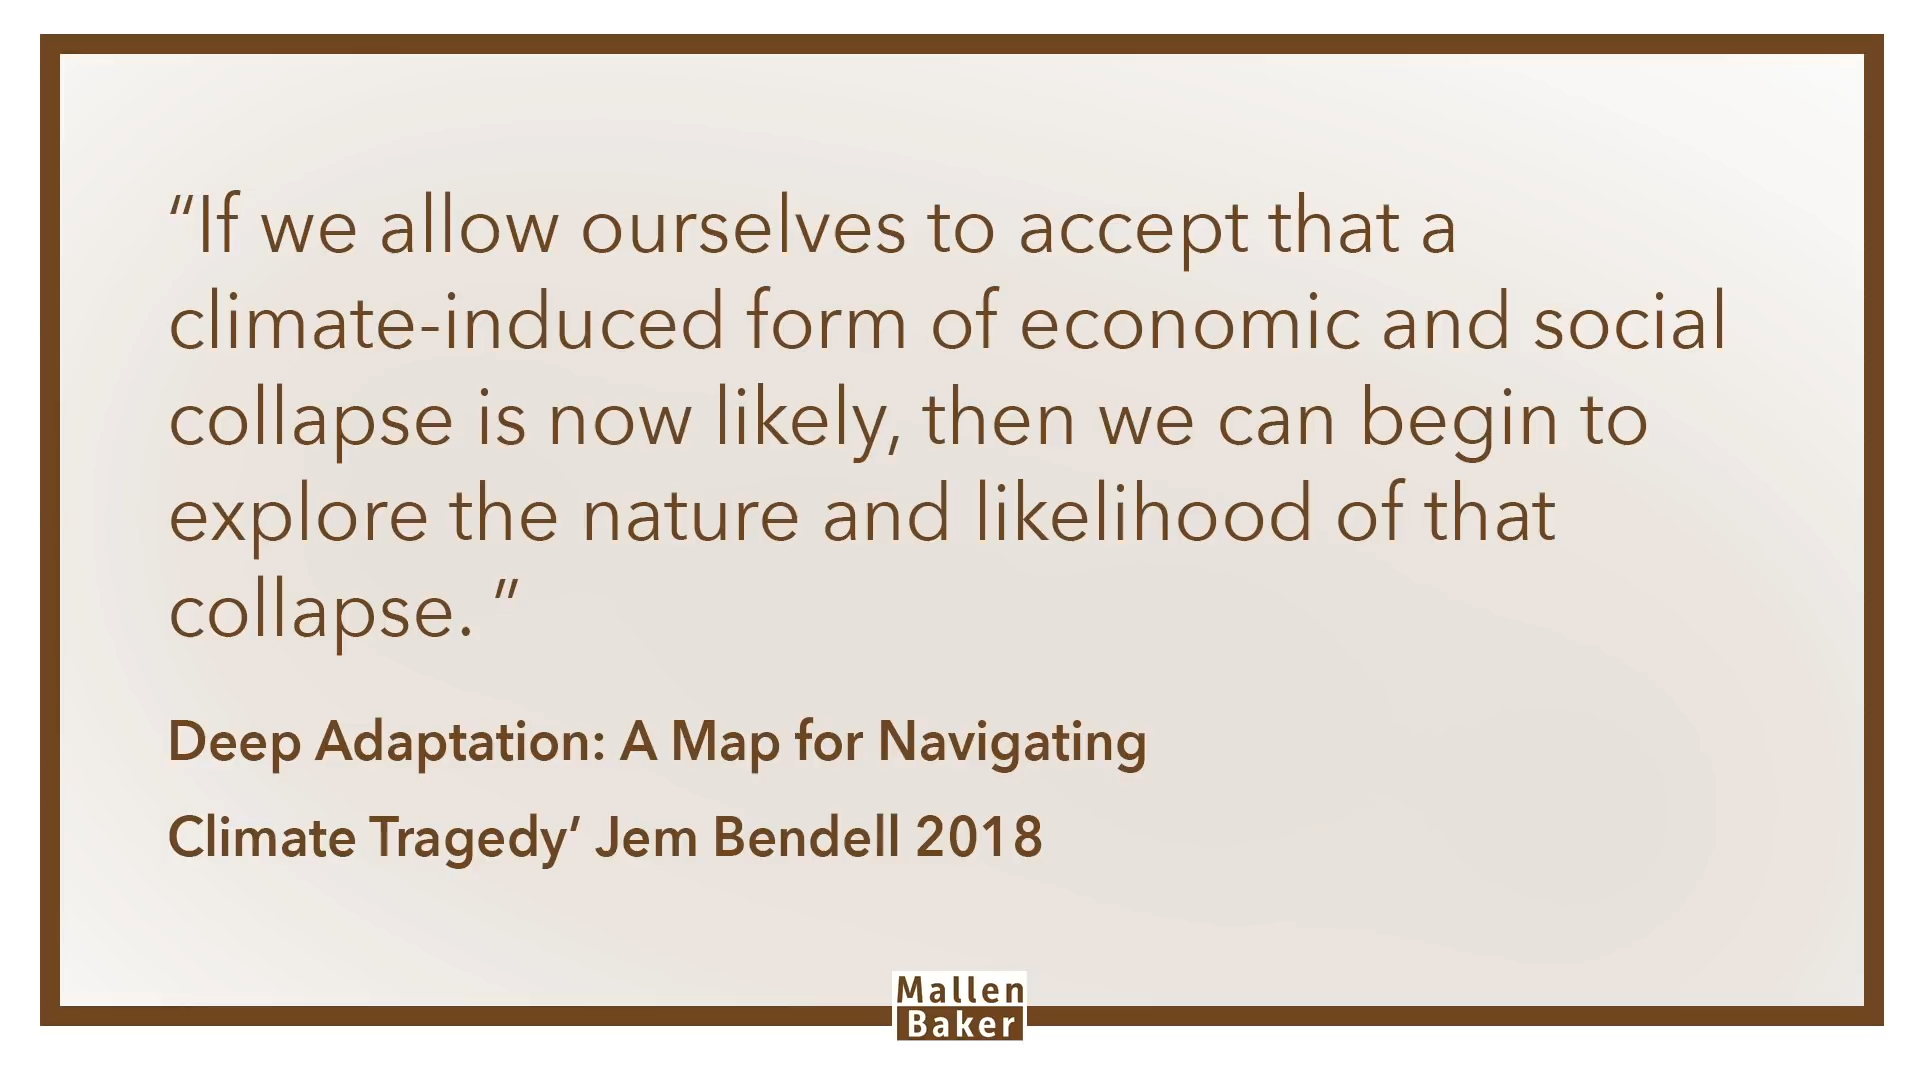 “If we allow ourselves to accept that a
climate-induced form of economic and social
collapse is now likely, then we can begin to
explore the nature and likelihood of that
collapse. ”
Deep Adaptation: A Map for Navigating
Climate Tragedy’ Jem Bendell 2018
Mallen
Baker